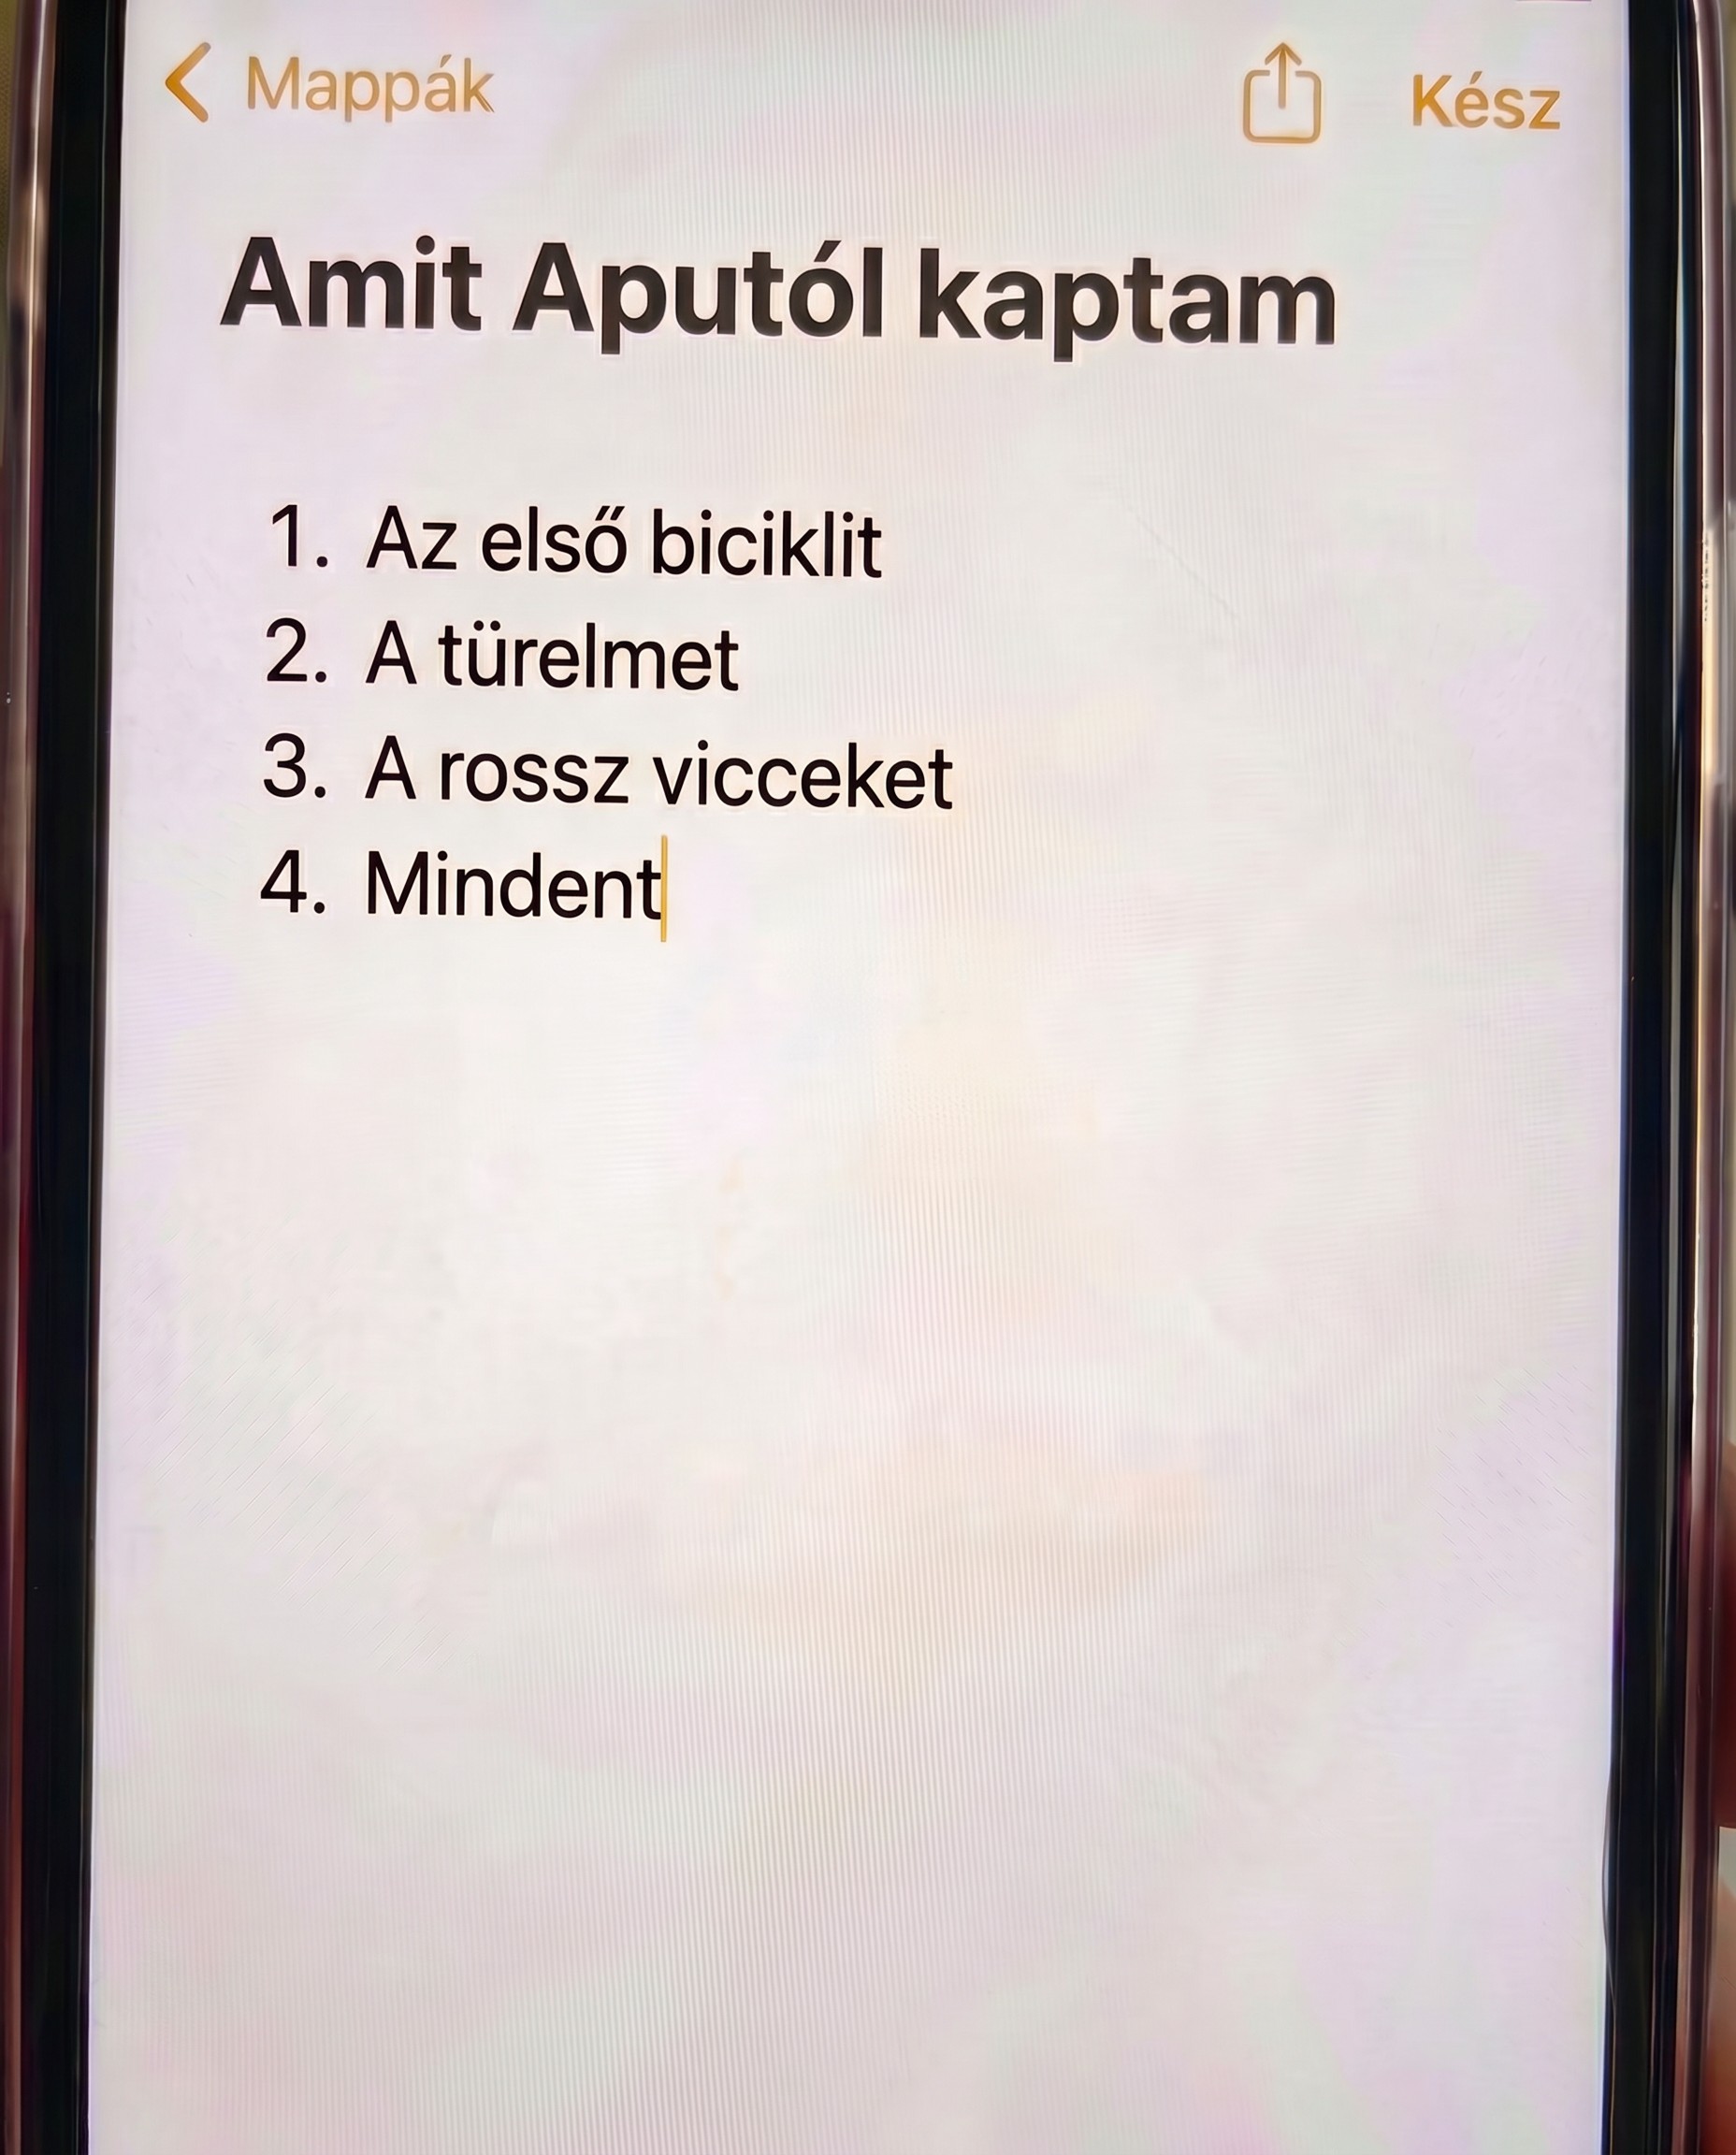 Mappák
Kész
Amit Aputól kaptam
1. Az első biciklit
2. A türelmet
3. A rossz vicceket
4. Mindent